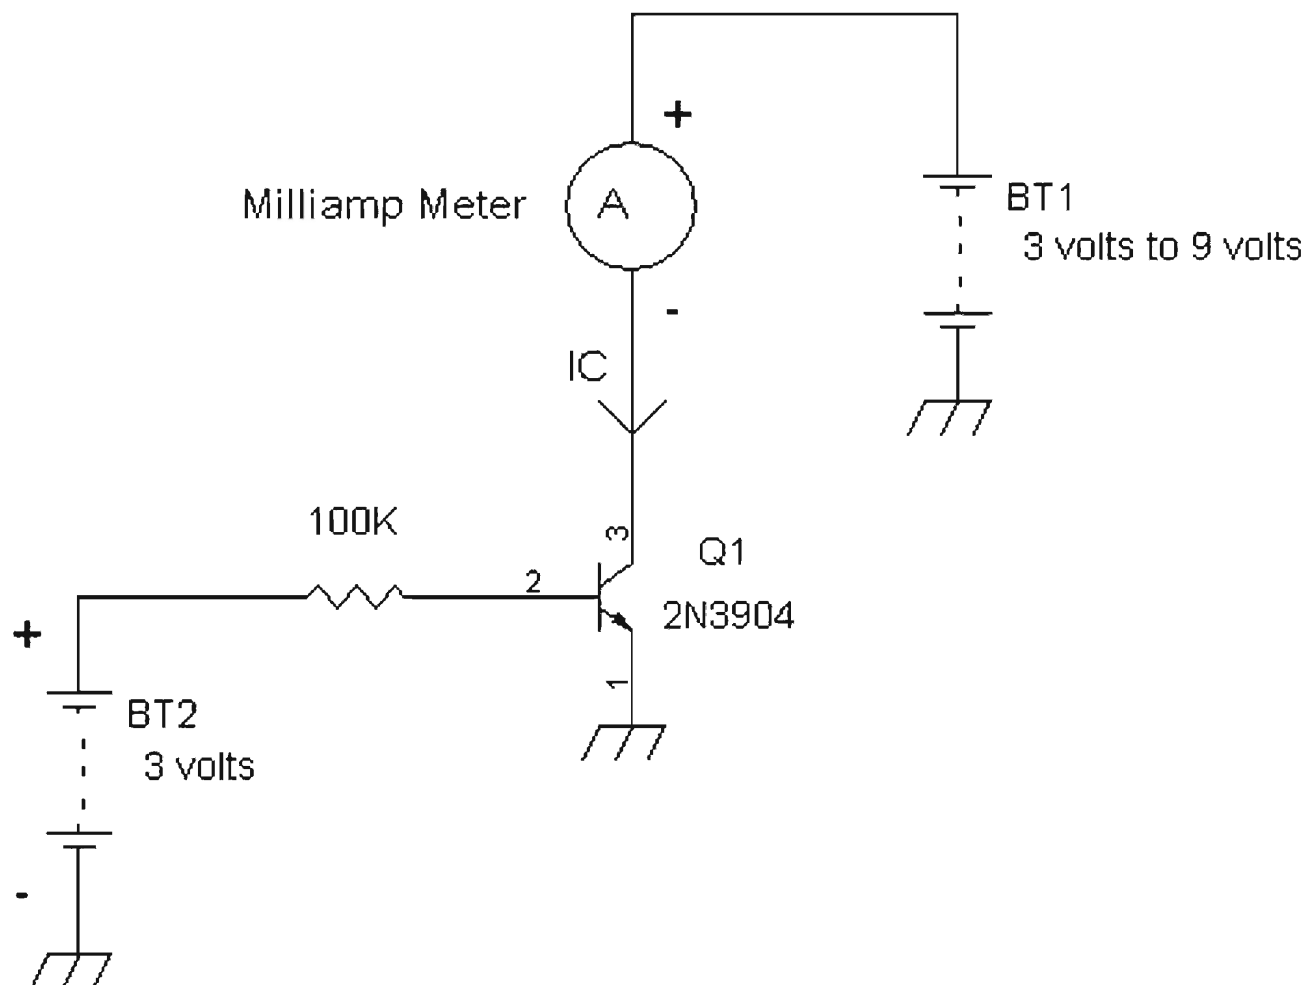 +
Milliamp Meter
A
BT1
3 volts to 9 volts
-
IC
100K
3
Q1
2
2N3904
+
1
BT2
3 volts
-